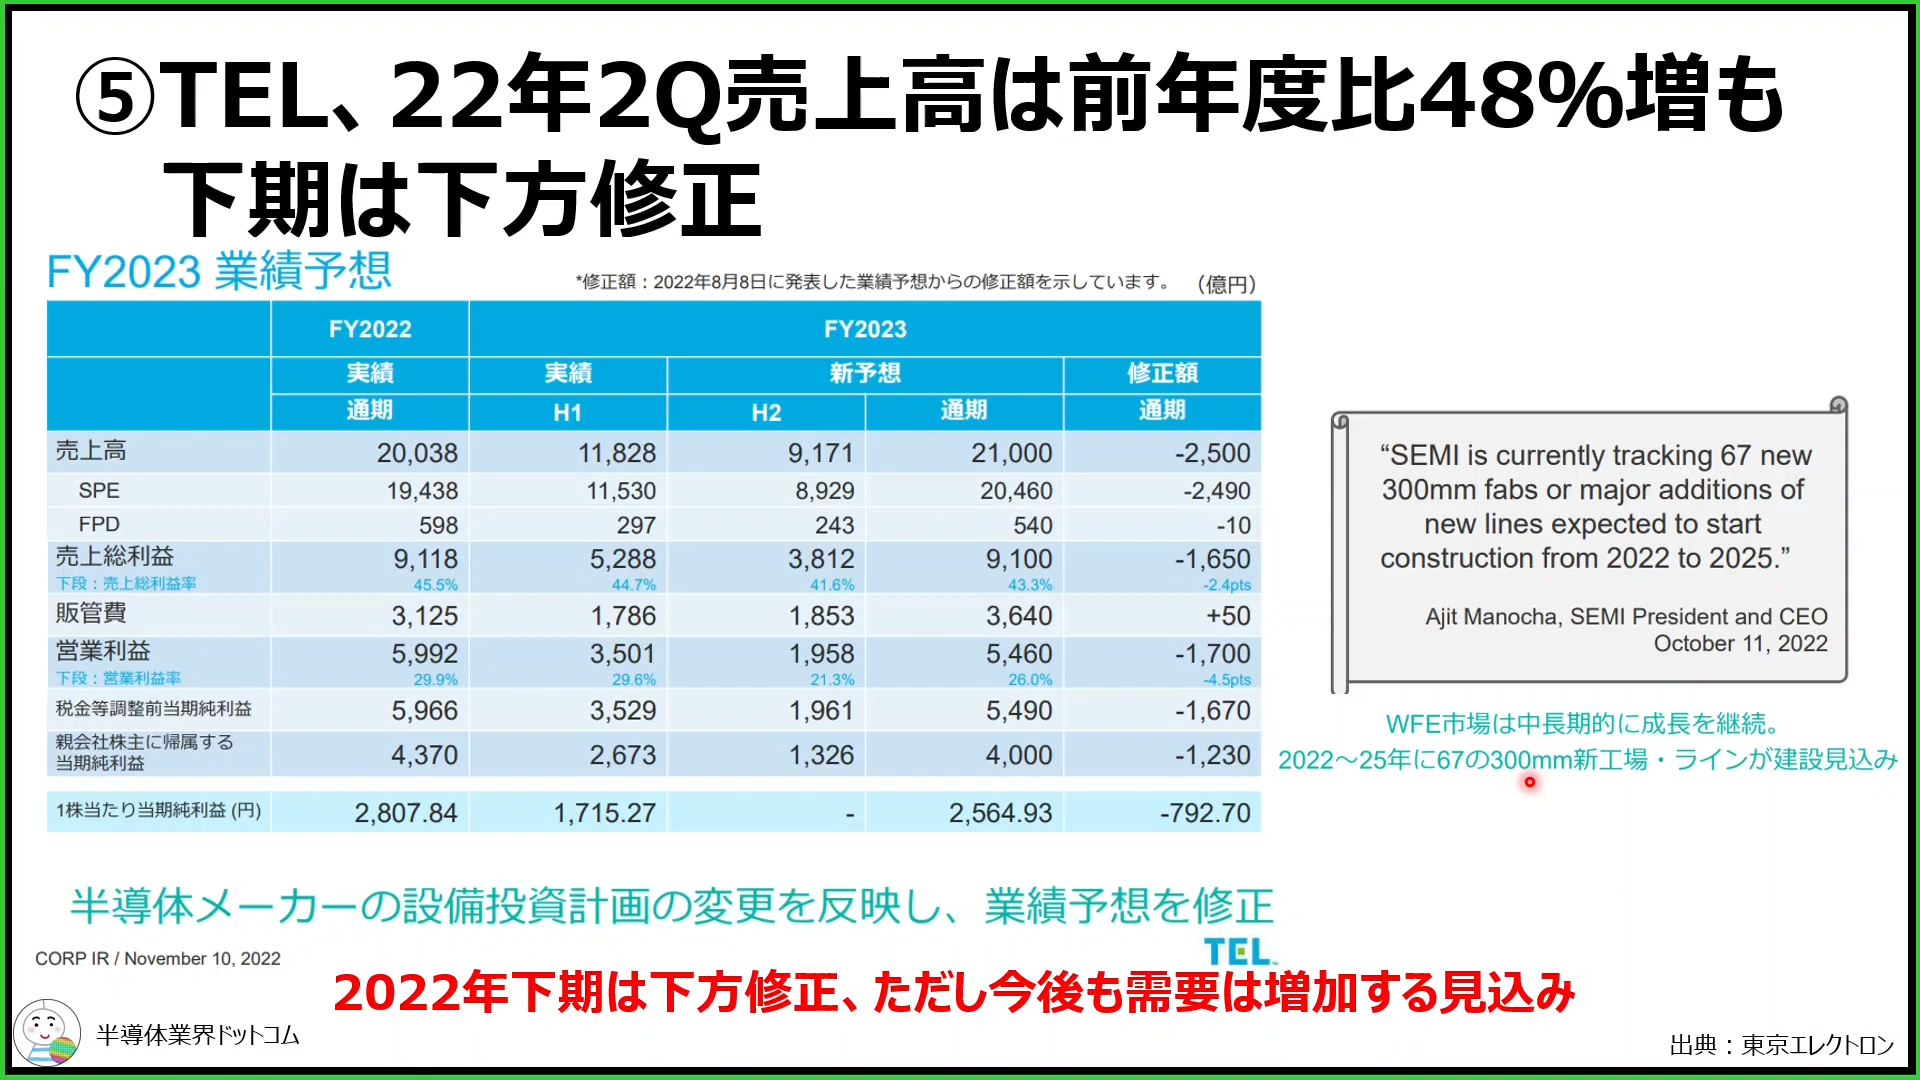 ⑤TEL、22年2Q売上高は前年度比48%増も
下期は下方修正
FY2023 業績予想
*修正額：2022年8月8日に発表した業績予想からの修正額を示しています。 （億円）
FY2022 FY2023
実績 実績 新予想 修正額
通期 H1 H2 通期 通期
売上高 20,038 11,828 9,171 21,000 -2,500
SPE 19,438 11,530 8,929 20,460 -2,490
FPD 598 297 243 540 -10
売上総利益 9,118 5,288 3,812 9,100 -1,650
下段：売上総利益率 45.5% 44.7% 41.6% 43.3% -2.4pts
販管費 3,125 1,786 1,853 3,640 +50
営業利益 5,992 3,501 1,958 5,460 -1,700
下段：営業利益率 29.9% 29.6% 21.3% 26.0% -4.5pts
税金等調整前当期純利益 5,966 3,529 1,961 5,490 -1,670
親会社株主に帰属する
当期純利益 4,370 2,673 1,326 4,000 -1,230
1株当たり当期純利益 (円) 2,807.84 1,715.27 - 2,564.93 -792.70
“SEMI is currently tracking 67 new
300mm fabs or major additions of
new lines expected to start
construction from 2022 to 2025.”
Ajit Manocha, SEMI President and CEO
October 11, 2022
WFE市場は中長期的に成長を継続。
2022～25年に67の300mm新工場・ラインが建設見込み
半導体メーカーの設備投資計画の変更を反映し、業績予想を修正
CORP IR / November 10, 2022
TEL
2022年下期は下方修正、ただし今後も需要は増加する見込み
半導体業界ドットコム
出典：東京エレクトロン